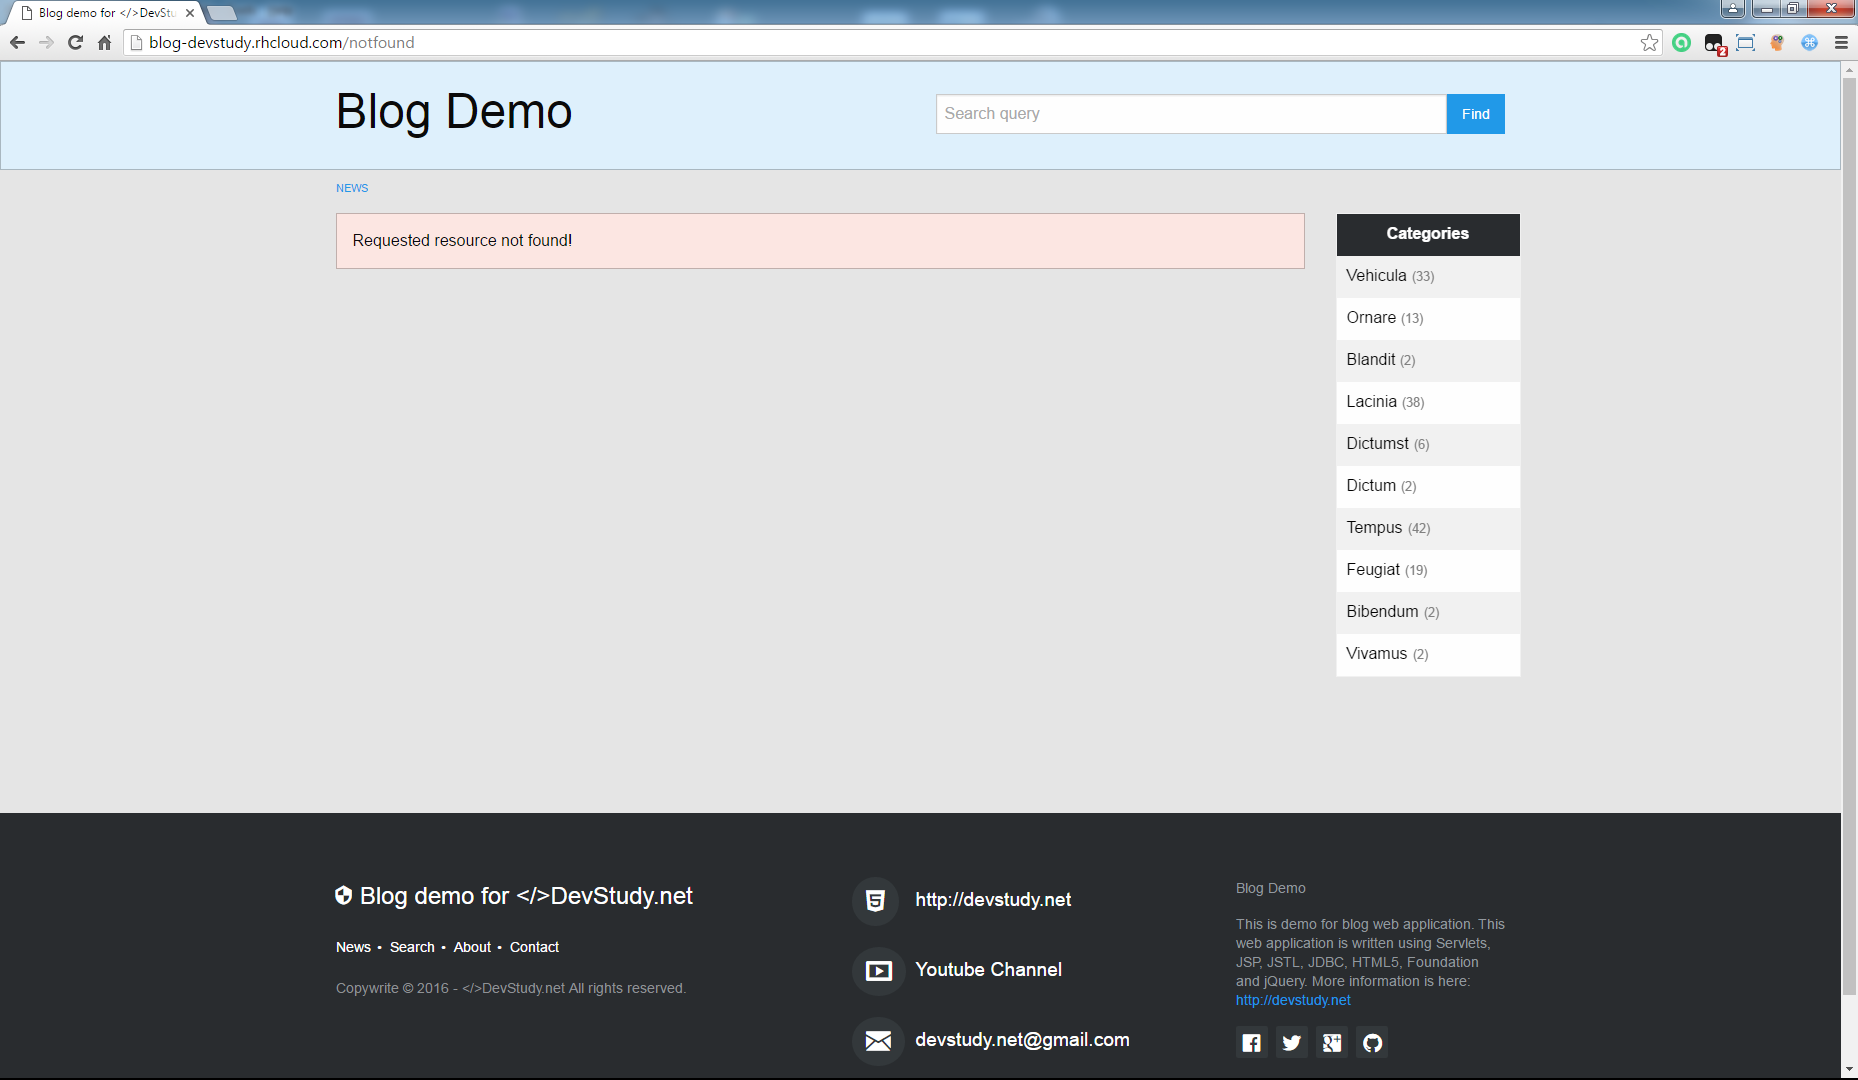 Blog demo for </>DevStu
blog-devstudy.rhcloud.com/notfound
2
Blog Demo
Search query
Find
NEWS
Requested resource not found!
Categories
Vehicula (33)
Ornare (13)
Blandit (2)
Lacinia (38)
Dictumst (6)
Dictum (2)
Tempus (42)
Feugiat (19)
Bibendum (2)
Vivamus (2)
Blog demo for </>DevStudy.net
News • Search • About • Contact
Copywrite © 2016 - </>DevStudy.net All rights reserved.
http://devstudy.net
Youtube Channel
devstudy.net@gmail.com
Blog Demo
This is demo for blog web application. This
web application is written using Servlets,
JSP, JSTL, JDBC, HTML5, Foundation
and jQuery. More information is here:
http://devstudy.net